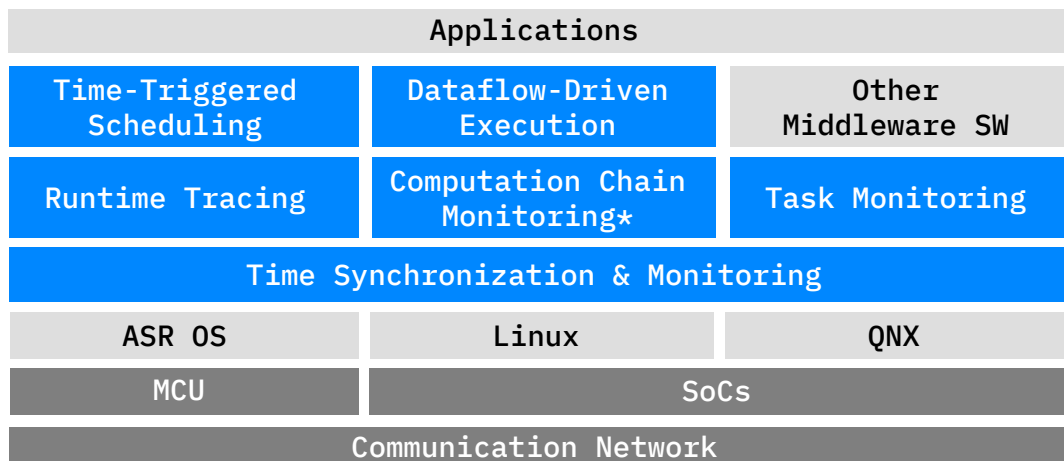 Applications
Time-Triggered
Scheduling
Dataflow-Driven
Execution
Other
Middleware SW
Runtime Tracing
Computation Chain
Monitoring*
Task Monitoring
Time Synchronization & Monitoring
ASR OS
Linux
QNX
MCU
SoCs
Communication Network